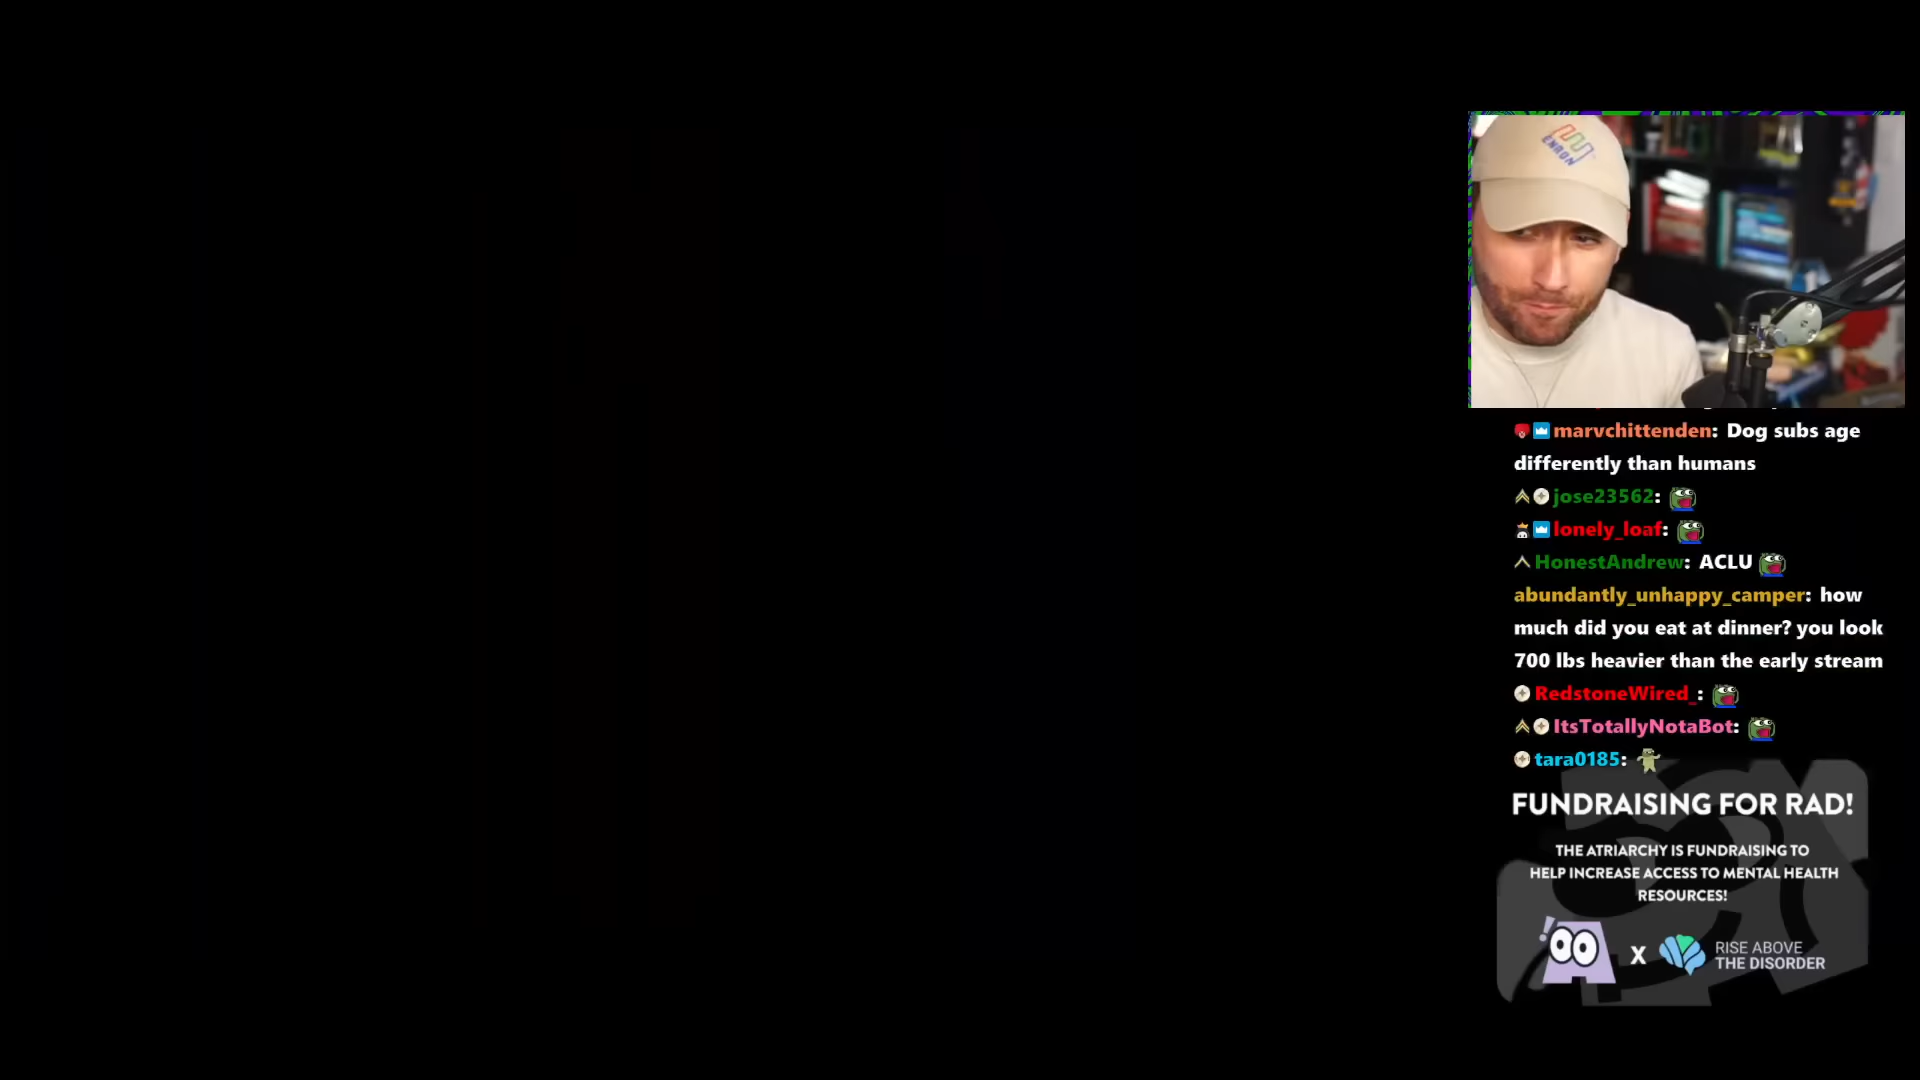 ENRON
marvchittenden: Dog subs age
differently than humans
jose23562:
lonely_loaf:
HonestAndrew: ACLU
abundantly_unhappy_camper: how
much did you eat at dinner? you look
700 lbs heavier than the early stream
RedstoneWired_:
ItsTotallyNotaBot:
tara0185:
FUNDRAISING FOR RAD!
THE ATRIARCHY IS FUNDRAISING TO
HELP INCREASE ACCESS TO MENTAL HEALTH
RESOURCES!
X
RISE ABOVE
THE DISORDER